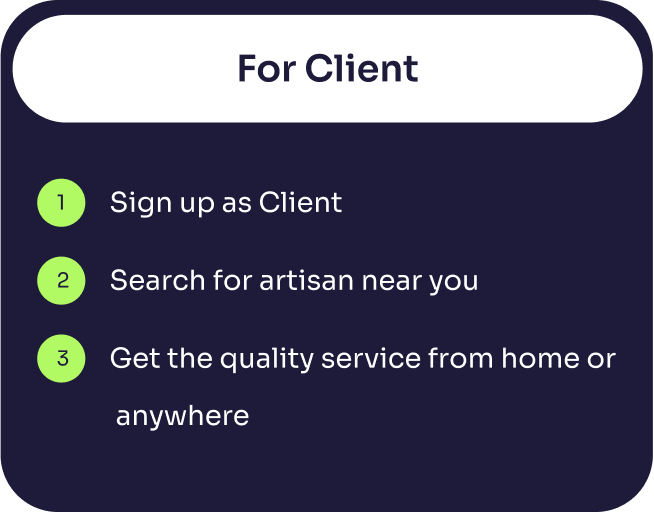 For Client
1 Sign up as Client
2 Search for artisan near you
3 Get the quality service from home or
anywhere